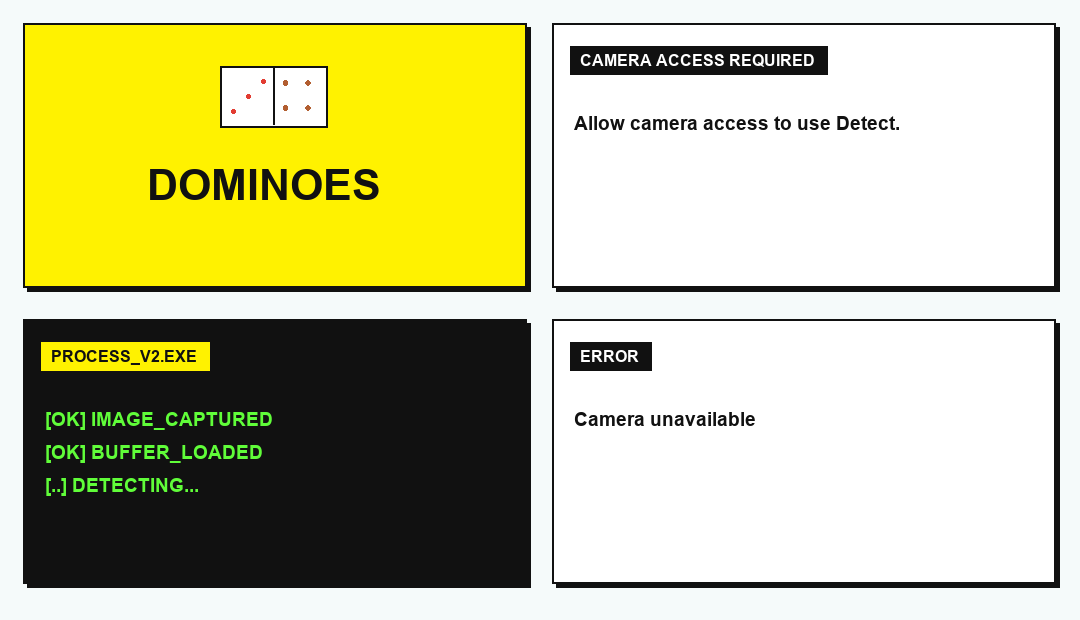 DOMINOES
CAMERA ACCESS REQUIRED
Allow camera access to use Detect.
PROCESS_V2.EXE
[OK] IMAGE_CAPTURED
[OK] BUFFER_LOADED
[..] DETECTING...
ERROR
Camera unavailable